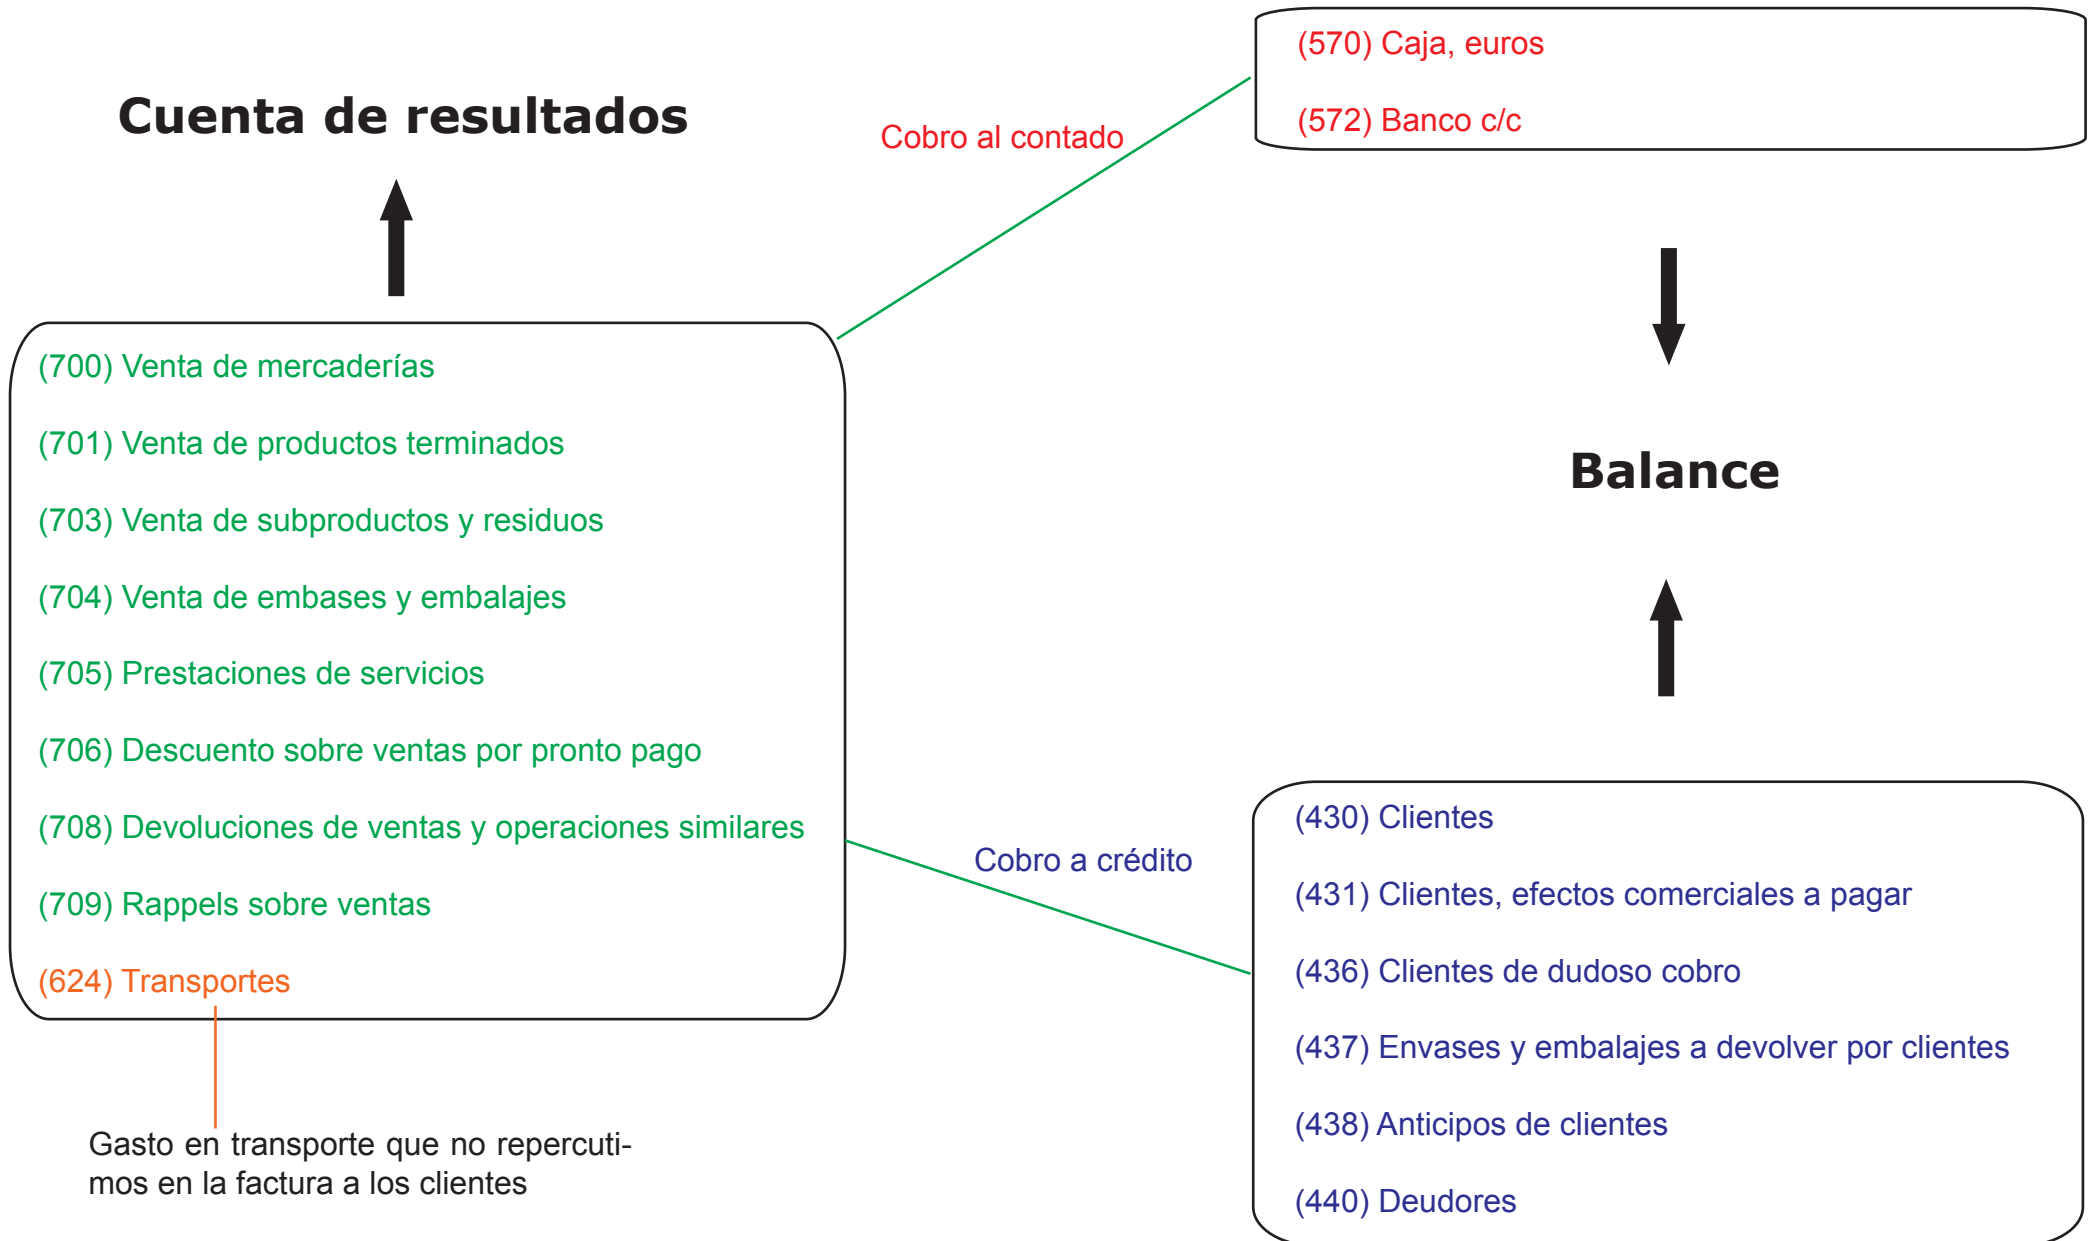 Cuenta de resultados
(700) Venta de mercaderías
(701) Venta de productos terminados
(703) Venta de subproductos y residuos
(704) Venta de embases y embalajes
(705) Prestaciones de servicios
(706) Descuento sobre ventas por pronto pago
(708) Devoluciones de ventas y operaciones similares
(709) Rappels sobre ventas
(624) Transportes
Gasto en transporte que no repercuti-
mos en la factura a los clientes
Cobro al contado
(570) Caja, euros
(572) Banco c/c
Balance
Cobro a crédito
(430) Clientes
(431) Clientes, efectos comerciales a pagar
(436) Clientes de dudoso cobro
(437) Envases y embalajes a devolver por clientes
(438) Anticipos de clientes
(440) Deudores